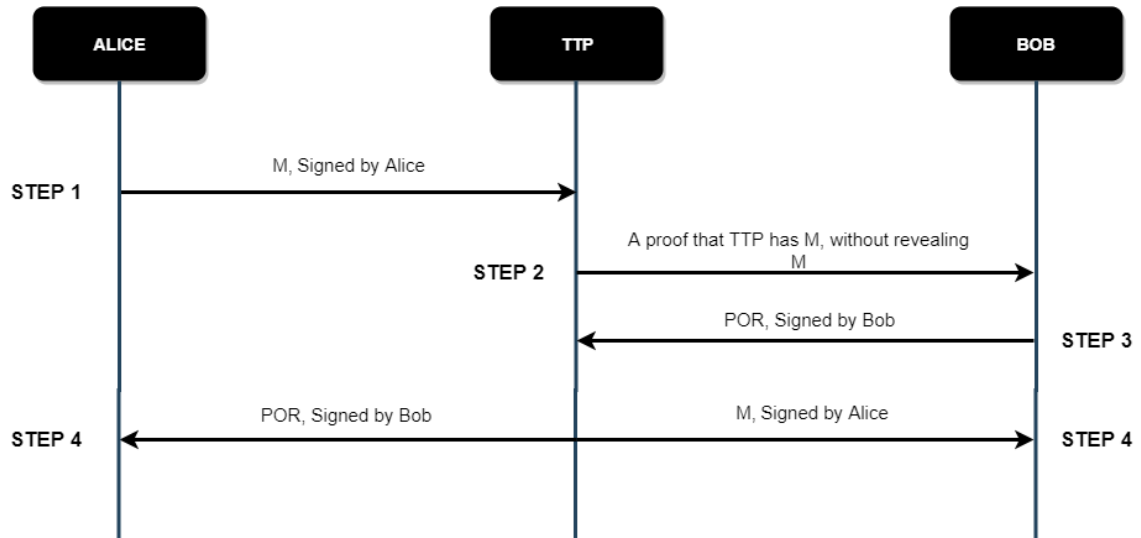 ALICE
TTP
BOB
M, Signed by Alice
STEP 1
A proof that TTP has M, without revealing
M
STEP 2
POR, Signed by Bob
STEP 3
POR, Signed by Bob
M, Signed by Alice
STEP 4
STEP 4